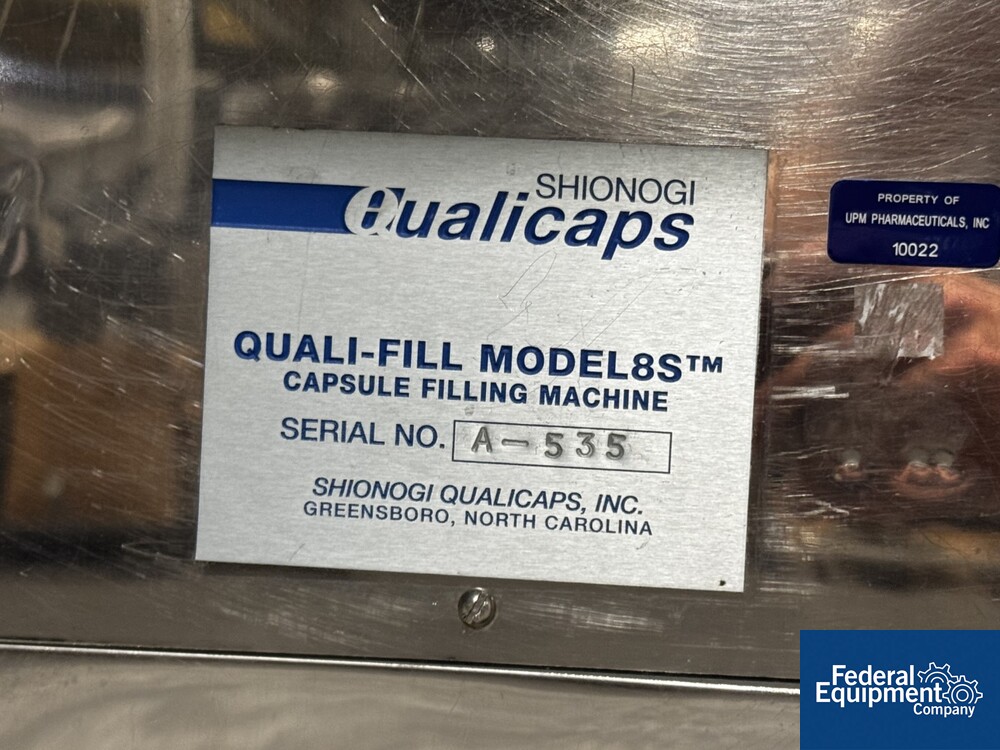 SHIONOGI
Qualicaps
QUALI-FILL MODEL8S™
CAPSULE FILLING MACHINE
SERIAL NO. A-535
SHIONOGI QUALICAPS, INC.
GREENSBORO, NORTH CAROLINA
PROPERTY OF
UPM PHARMACEUTICALS, INC
10022
Federal
Equipment
Company